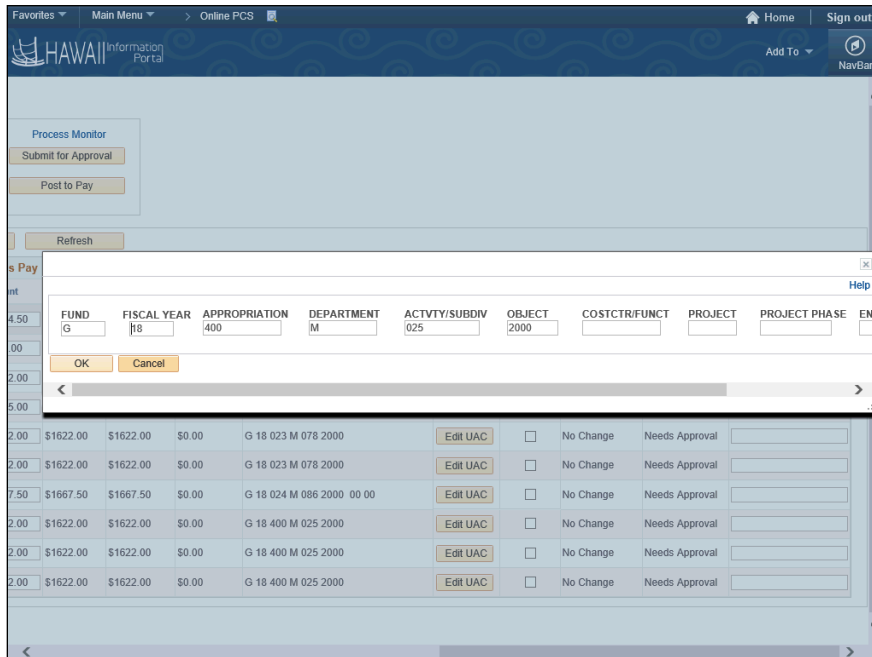 Favorites Main Menu > Online PCS Home Sign out
HAWAII Information Portal Add To NavBar
Process Monitor
Submit for Approval
Post to Pay
Refresh
s Pay
Help
FUND FISCAL YEAR APPROPRIATION DEPARTMENT ACTVTY/SUBDIV OBJECT COSTCTR/FUNCT PROJECT PROJECT PHASE EN
4.50 G 18 400 M 025 2000
.00
OK Cancel
2.00
5.00
2.00 $1622.00 $1622.00 $0.00 G 18 023 M 078 2000 Edit UAC No Change Needs Approval
2.00 $1622.00 $1622.00 $0.00 G 18 023 M 078 2000 Edit UAC No Change Needs Approval
7.50 $1667.50 $1667.50 $0.00 G 18 024 M 086 2000 00 00 Edit UAC No Change Needs Approval
2.00 $1622.00 $1622.00 $0.00 G 18 400 M 025 2000 Edit UAC No Change Needs Approval
2.00 $1622.00 $1622.00 $0.00 G 18 400 M 025 2000 Edit UAC No Change Needs Approval
2.00 $1622.00 $1622.00 $0.00 G 18 400 M 025 2000 Edit UAC No Change Needs Approval